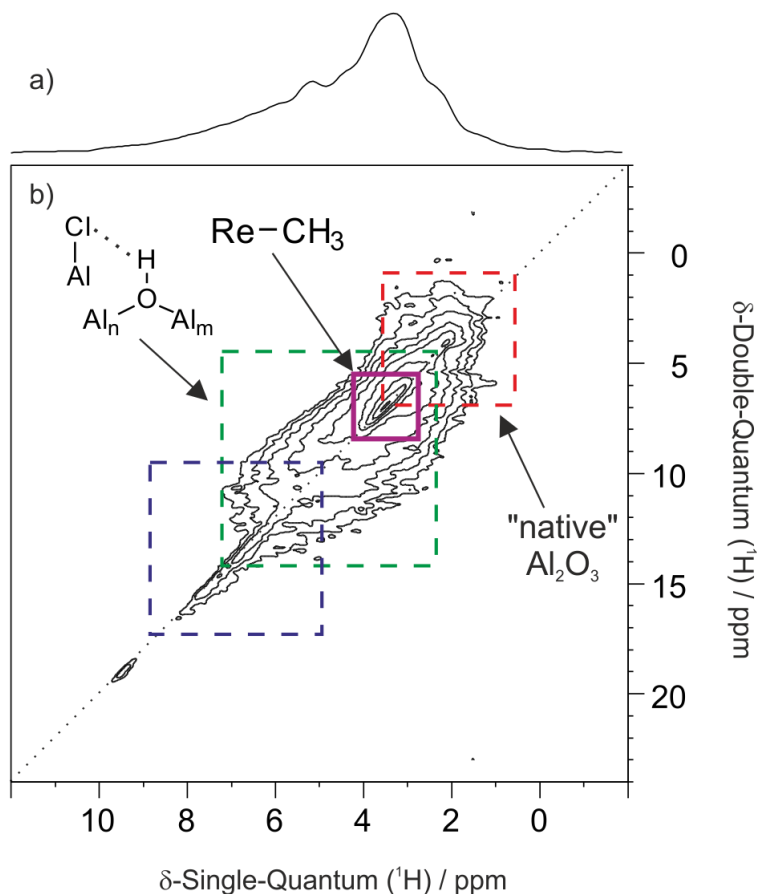 a)
b)
Cl
H
Al
O
Alₙ Alₘ
Re–CH₃
"native"
Al₂O₃
0
5
10
15
20
δ-Double-Quantum (¹H) / ppm
10 8 6 4 2 0
δ-Single-Quantum (¹H) / ppm